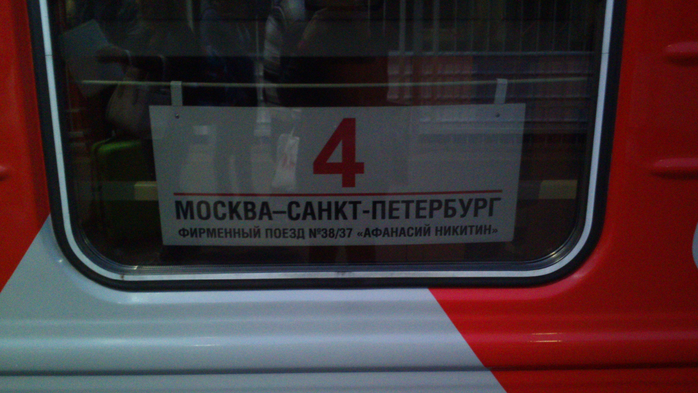 4
МОСКВА–САНКТ-ПЕТЕРБУРГ
ФИРМЕННЫЙ ПОЕЗД №38/37 «АФАНАСИЙ НИКИТИН»